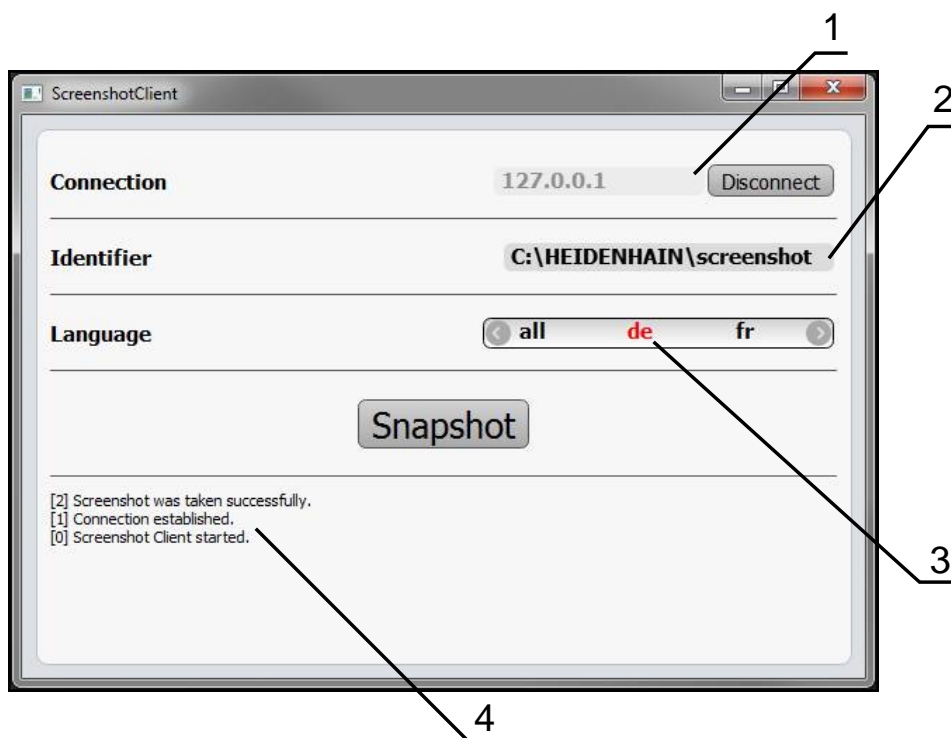 1
ScreenshotClient
2
Connection 127.0.0.1 Disconnect
Identifier C:\HEIDENHAIN\screenshot
Language all de fr
Snapshot
[2] Screenshot was taken successfully.
[1] Connection established.
[0] Screenshot Client started.
3
4